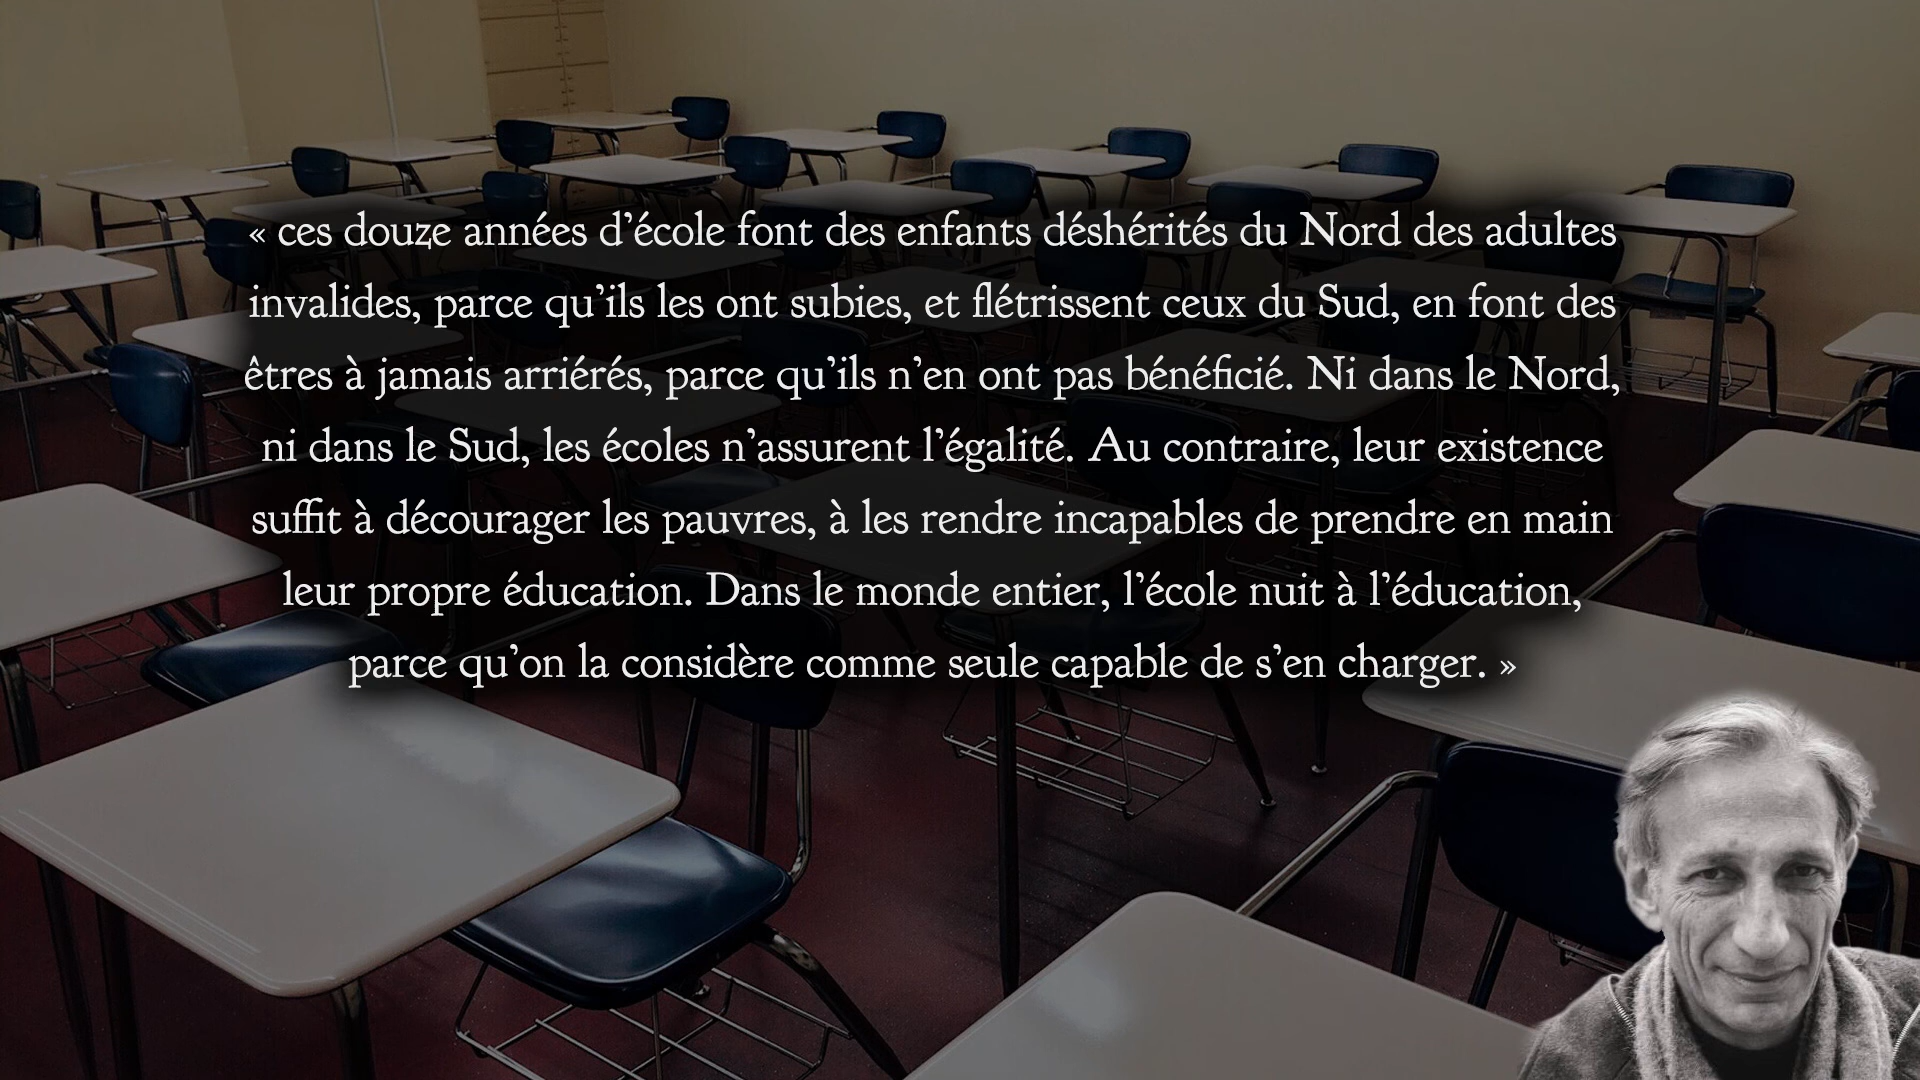 « ces douze années d’école font des enfants déshérités du Nord des adultes
invalides, parce qu’ils les ont subies, et flétrissent ceux du Sud, en font des
êtres à jamais arriérés, parce qu’ils n’en ont pas bénéficié. Ni dans le Nord,
ni dans le Sud, les écoles n’assurent l’égalité. Au contraire, leur existence
suffit à décourager les pauvres, à les rendre incapables de prendre en main
leur propre éducation. Dans le monde entier, l’école nuit à l’éducation,
parce qu’on la considère comme seule capable de s’en charger. »